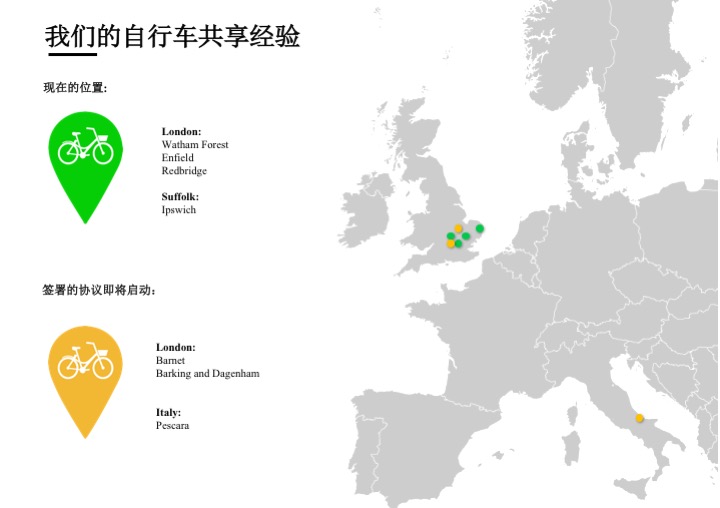 我们的自行车共享经验
现在的位置:
London:
Watham Forest
Enfield
Redbridge
Suffolk:
Ipswich
签署的协议即将启动:
London:
Barnet
Barking and Dagenham
Italy:
Pescara